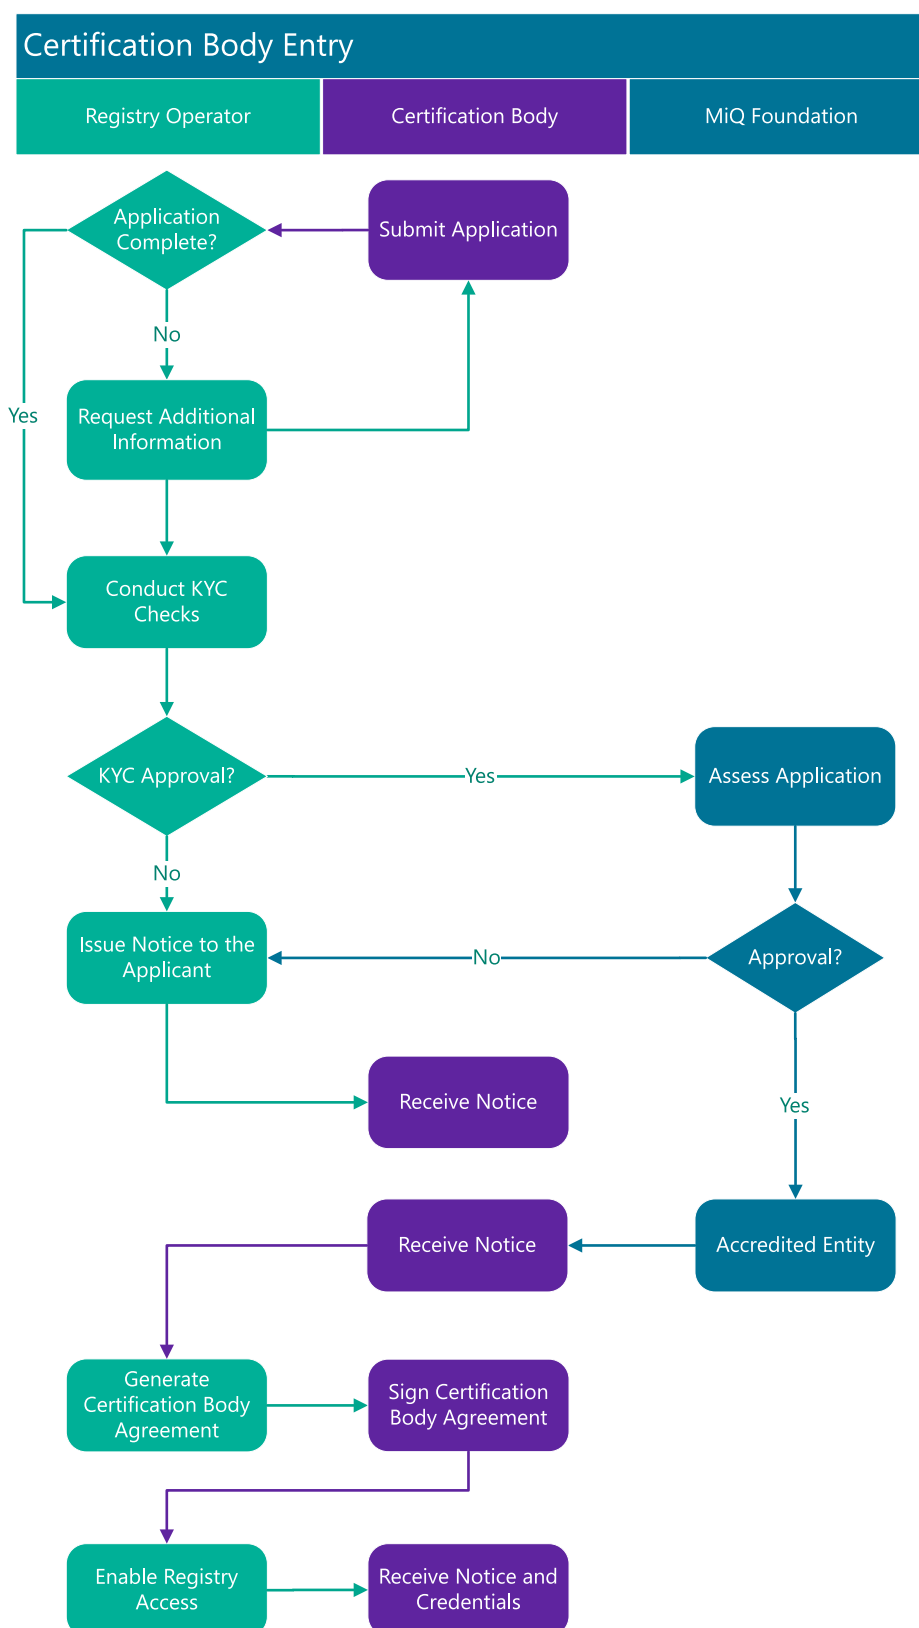 Certification Body Entry
Registry Operator
Certification Body
MiQ Foundation
Application
Complete?
Submit Application
No
Yes
Request Additional
Information
Conduct KYC
Checks
KYC Approval?
Yes
Assess Application
No
Issue Notice to the
Applicant
No
Approval?
Receive Notice
Yes
Receive Notice
Accredited Entity
Generate
Certification Body
Agreement
Sign Certification
Body Agreement
Enable Registry
Access
Receive Notice and
Credentials